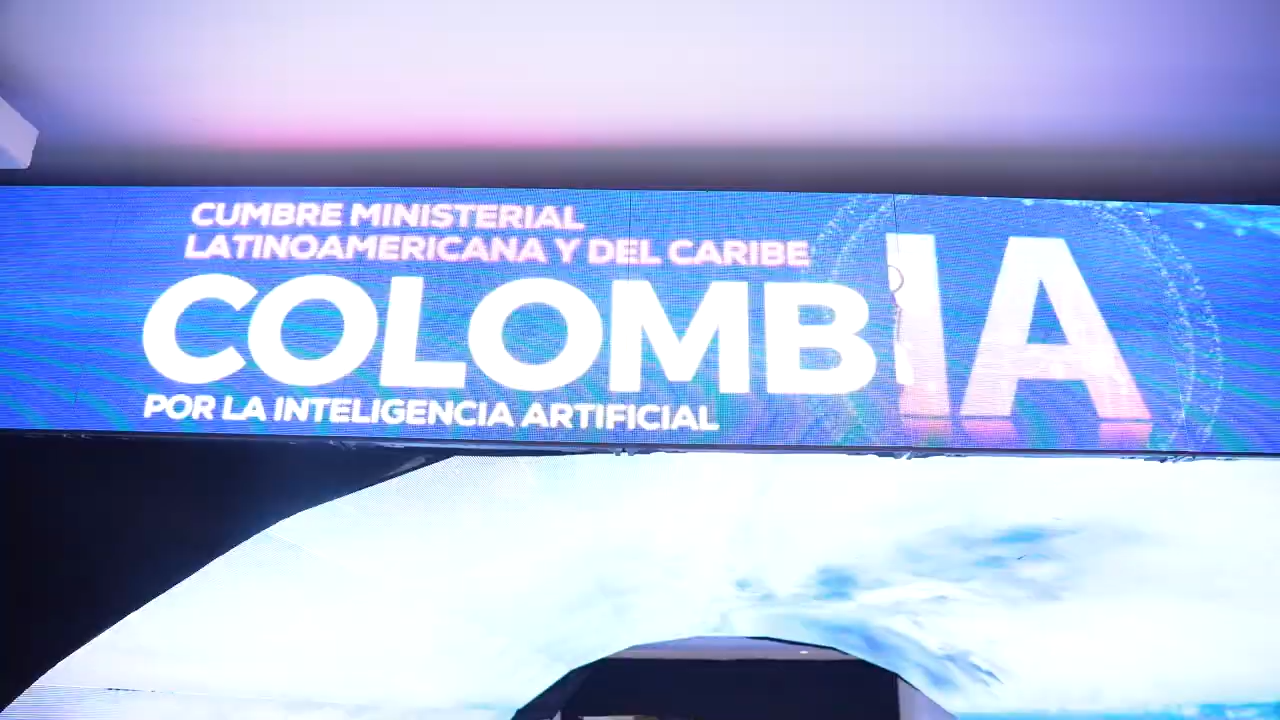 CUMBRE MINISTERIAL
LATINOAMERICANA Y DEL CARIBE
COLOMBIA
POR LA INTELIGENCIA ARTIFICIAL